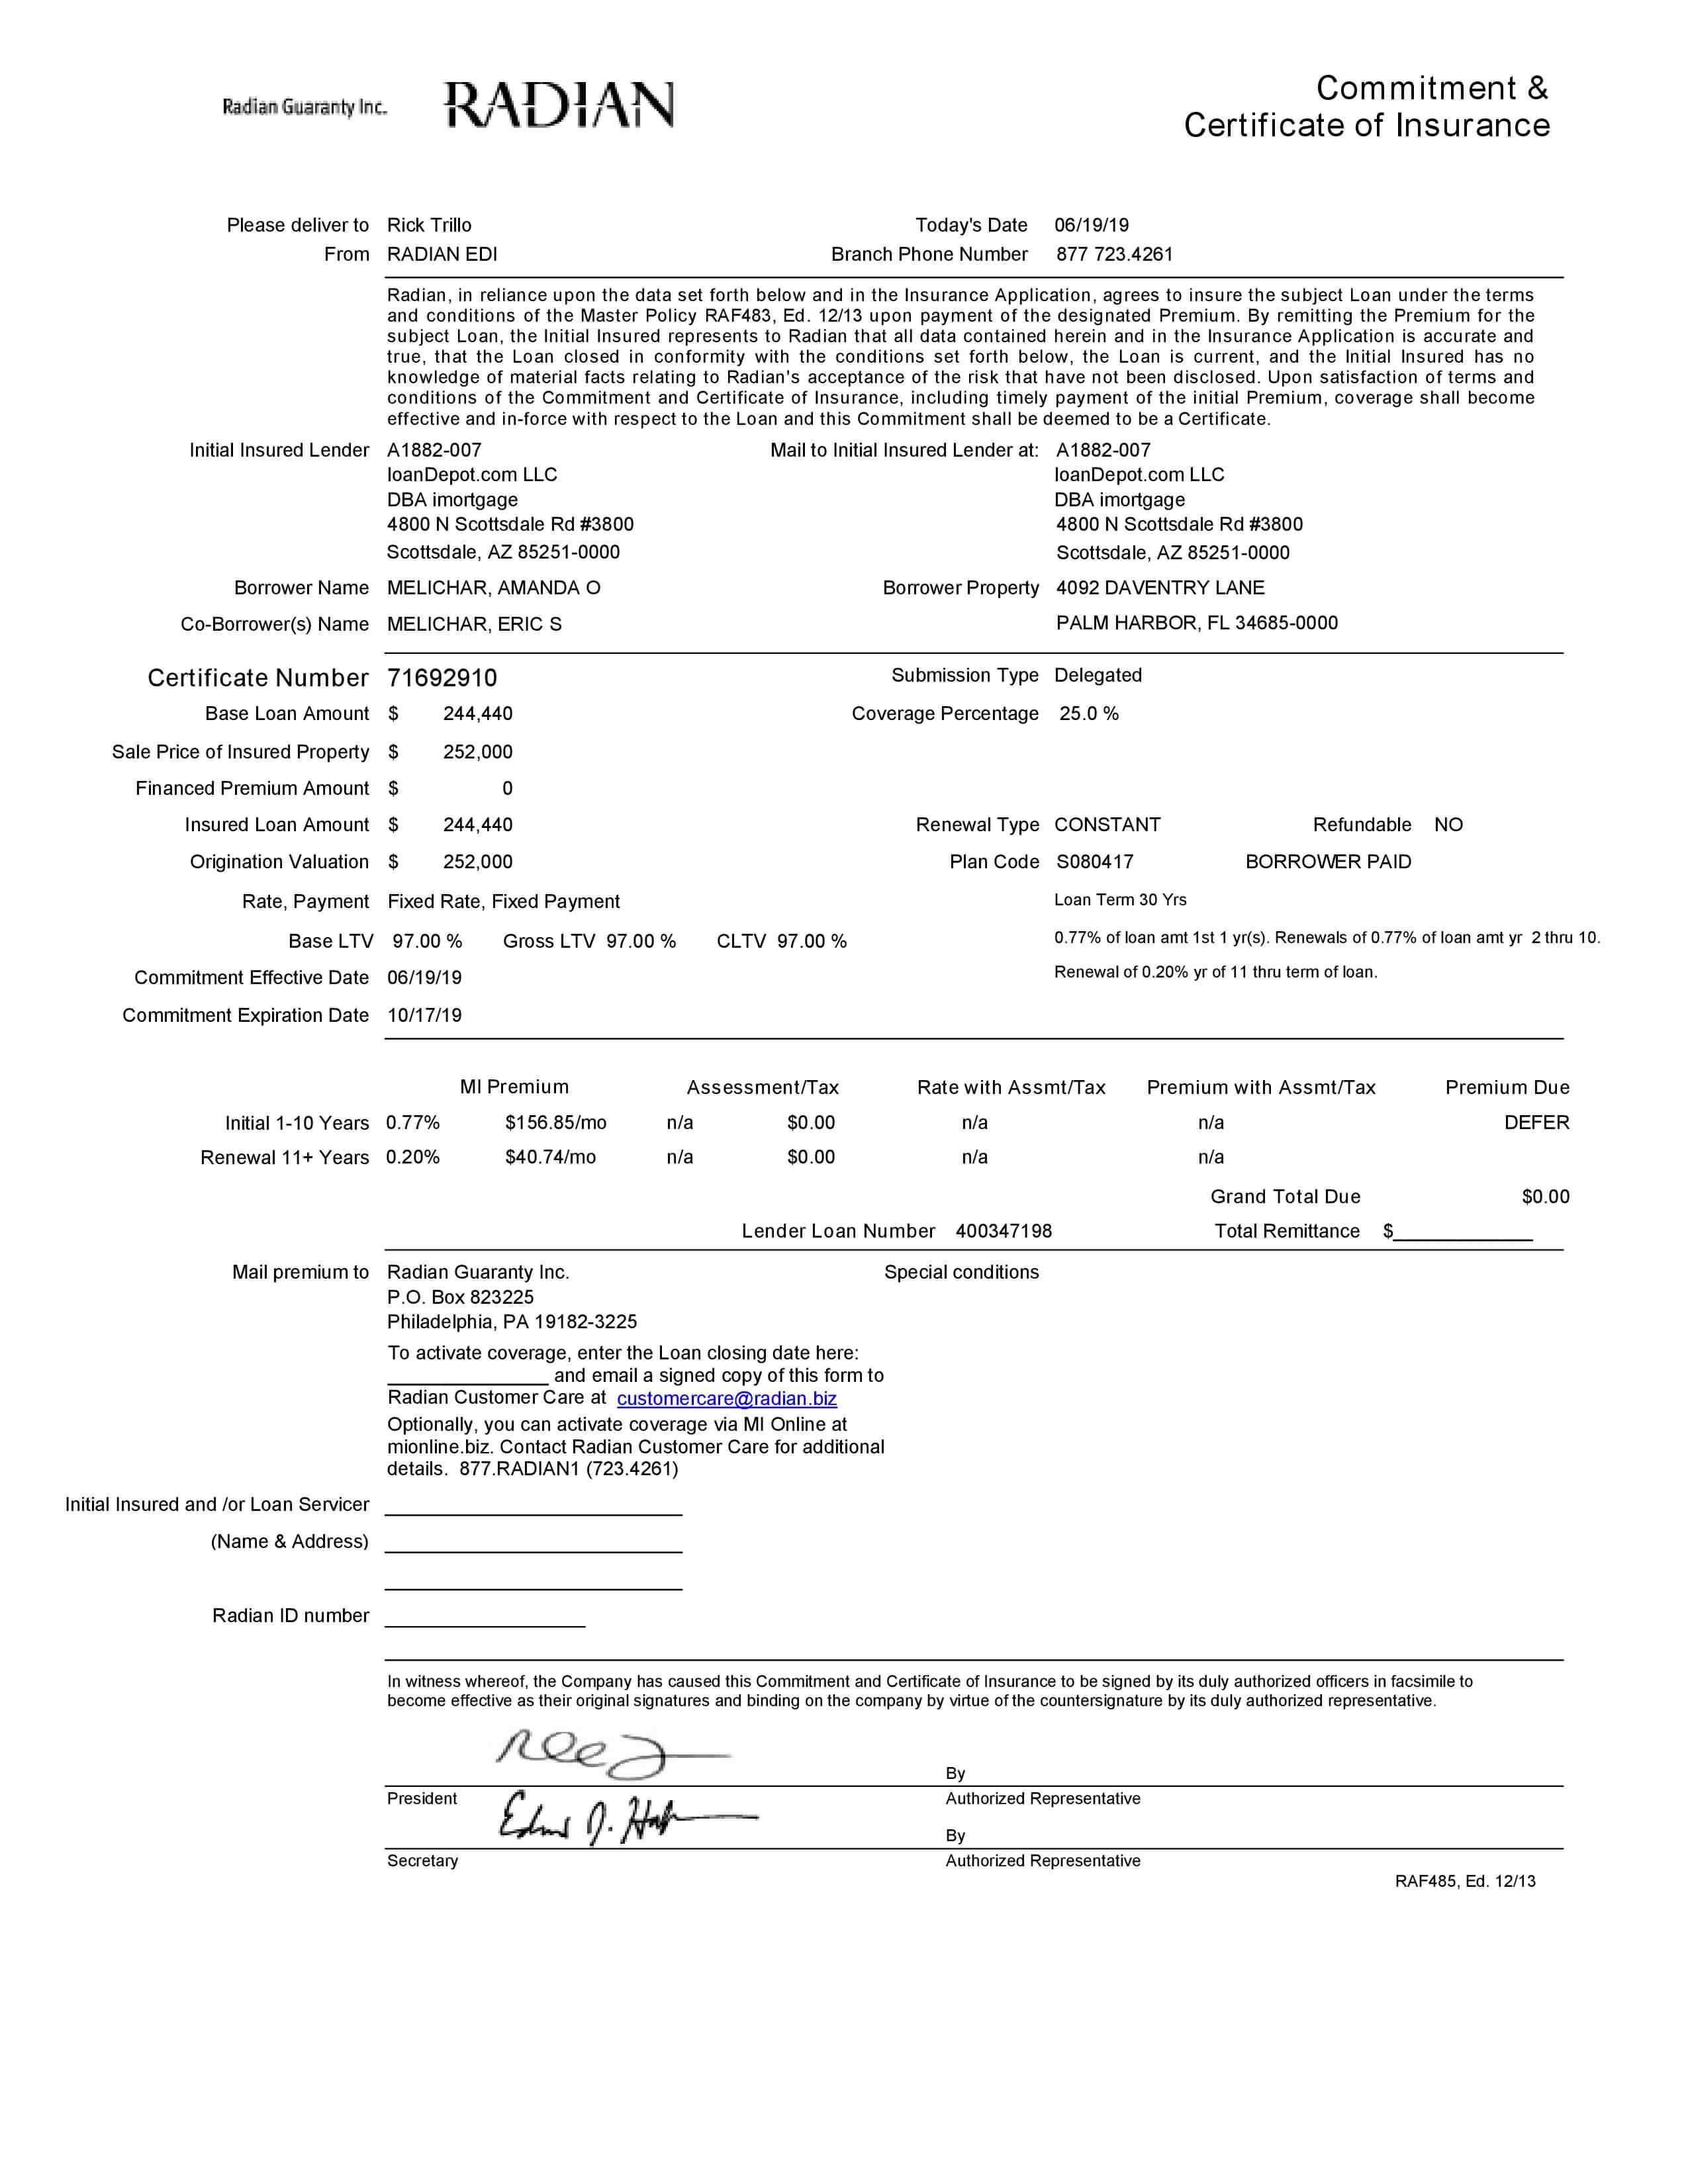 Radian Guaranty Inc. RADIAN
Commitment &
Certificate of Insurance
Please deliver to Rick Trillo Today's Date 06/19/19
From RADIAN EDI Branch Phone Number 877 723.4261
Radian, in reliance upon the data set forth below and in the Insurance Application, agrees to insure the subject Loan under the terms
and conditions of the Master Policy RAF483, Ed. 12/13 upon payment of the designated Premium. By remitting the Premium for the
subject Loan, the Initial Insured represents to Radian that all data contained herein and in the Insurance Application is accurate and
true, that the Loan closed in conformity with the conditions set forth below, the Loan is current, and the Initial Insured has no
knowledge of material facts relating to Radian's acceptance of the risk that have not been disclosed. Upon satisfaction of terms and
conditions of the Commitment and Certificate of Insurance, including timely payment of the initial Premium, coverage shall become
effective and in-force with respect to the Loan and this Commitment shall be deemed to be a Certificate.
Initial Insured Lender A1882-007 Mail to Initial Insured Lender at: A1882-007
loanDepot.com LLC loanDepot.com LLC
DBA imortgage DBA imortgage
4800 N Scottsdale Rd #3800 4800 N Scottsdale Rd #3800
Scottsdale, AZ 85251-0000 Scottsdale, AZ 85251-0000
Borrower Name MELICHAR, AMANDA O Borrower Property 4092 DAVENTRY LANE
Co-Borrower(s) Name MELICHAR, ERIC S PALM HARBOR, FL 34685-0000
Certificate Number 71692910 Submission Type Delegated
Base Loan Amount $ 244,440 Coverage Percentage 25.0 %
Sale Price of Insured Property $ 252,000
Financed Premium Amount $ 0
Insured Loan Amount $ 244,440 Renewal Type CONSTANT Refundable NO
Origination Valuation $ 252,000 Plan Code S080417 BORROWER PAID
Rate, Payment Fixed Rate, Fixed Payment Loan Term 30 Yrs
Base LTV 97.00 % Gross LTV 97.00 % CLTV 97.00 % 0.77% of loan amt 1st 1 yr(s). Renewals of 0.77% of loan amt yr 2 thru 10.
Commitment Effective Date 06/19/19 Renewal of 0.20% yr of 11 thru term of loan.
Commitment Expiration Date 10/17/19
MI Premium Assessment/Tax Rate with Assmt/Tax Premium with Assmt/Tax Premium Due
Initial 1-10 Years 0.77% $156.85/mo n/a $0.00 n/a n/a DEFER
Renewal 11+ Years 0.20% $40.74/mo n/a $0.00 n/a n/a
Grand Total Due $0.00
Lender Loan Number 400347198 Total Remittance $
Mail premium to Radian Guaranty Inc. Special conditions
P.O. Box 823225
Philadelphia, PA 19182-3225
To activate coverage, enter the Loan closing date here:
and email a signed copy of this form to
Radian Customer Care at customercare@radian.biz
Optionally, you can activate coverage via MI Online at
mionline.biz. Contact Radian Customer Care for additional
details. 877.RADIAN1 (723.4261)
Initial Insured and /or Loan Servicer
(Name & Address)
Radian ID number
In witness whereof, the Company has caused this Commitment and Certificate of Insurance to be signed by its duly authorized officers in facsimile to
become effective as their original signatures and binding on the company by virtue of the countersignature by its duly authorized representative.
By
President Authorized Representative
By
Secretary Authorized Representative
RAF485, Ed. 12/13